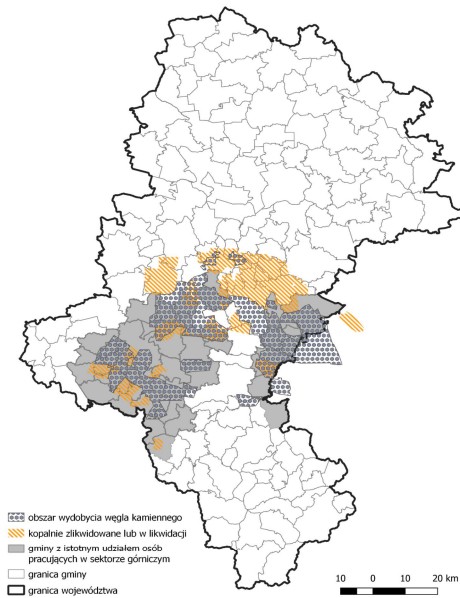 obszar wydobycia węgla kamiennego
kopalnie zlikwidowane lub w likwidacji
gminy z istotnym udziałem osób
pracujących w sektorze górniczym
granica gminy
granica województwa
10 0 10 20 km